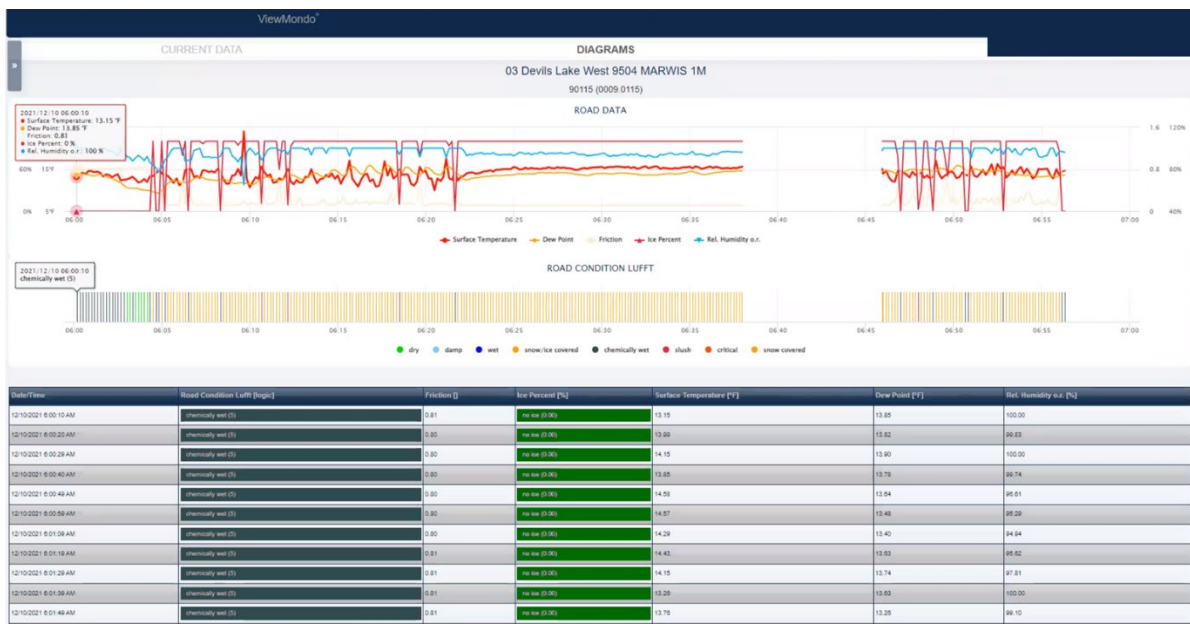 ViewMondo°
CURRENT DATA DIAGRAMS
»
03 Devils Lake West 9504 MARWIS 1M
90115 (0009.0115)
ROAD DATA
2021/12/10 06:00:10
Surface Temperature: 13.15 °F
Dew Point: 13.85 °F
Friction: 0.81
Ice Percent: 0 %
Rel. Humidity o.r.: 100 %
1.6 120%
60% 15°F 0.8 80%
0% 5°F 0 40%
06:00 06:05 06:10 06:15 06:20 06:25 06:30 06:35 06:40 06:45 06:50 06:55 07:00
Surface Temperature Dew Point Friction Ice Percent Rel. Humidity o.r.
ROAD CONDITION LUFFT
2021/12/10 06:00:10
chemically wet (5)
06:00 06:05 06:10 06:15 06:20 06:25 06:30 06:35 06:40 06:45 06:50 06:55 07:00
dry damp wet snow/ice covered chemically wet slush critical snow covered
Date/Time Road Condition Lufft [logic] Friction [] Ice Percent [%] Surface Temperature [°F] Dew Point [°F] Rel. Humidity o.r. [%]
12/10/2021 6:00:10 AM chemically wet (5) 0.81 no ice (0.00) 13.15 13.85 100.00
12/10/2021 6:00:20 AM chemically wet (5) 0.80 no ice (0.00) 13.99 13.82 99.63
12/10/2021 6:00:29 AM chemically wet (5) 0.80 no ice (0.00) 14.15 13.90 100.00
12/10/2021 6:00:40 AM chemically wet (5) 0.80 no ice (0.00) 13.85 13.78 99.74
12/10/2021 6:00:49 AM chemically wet (5) 0.80 no ice (0.00) 14.58 13.64 96.61
12/10/2021 6:00:59 AM chemically wet (5) 0.80 no ice (0.00) 14.57 13.48 95.29
12/10/2021 6:01:09 AM chemically wet (5) 0.80 no ice (0.00) 14.29 13.40 94.94
12/10/2021 6:01:19 AM chemically wet (5) 0.81 no ice (0.00) 14.43 13.63 96.62
12/10/2021 6:01:29 AM chemically wet (5) 0.81 no ice (0.00) 14.15 13.74 97.81
12/10/2021 6:01:39 AM chemically wet (5) 0.81 no ice (0.00) 13.28 13.63 100.00
12/10/2021 6:01:49 AM chemically wet (5) 0.81 no ice (0.00) 13.76 13.25 99.10